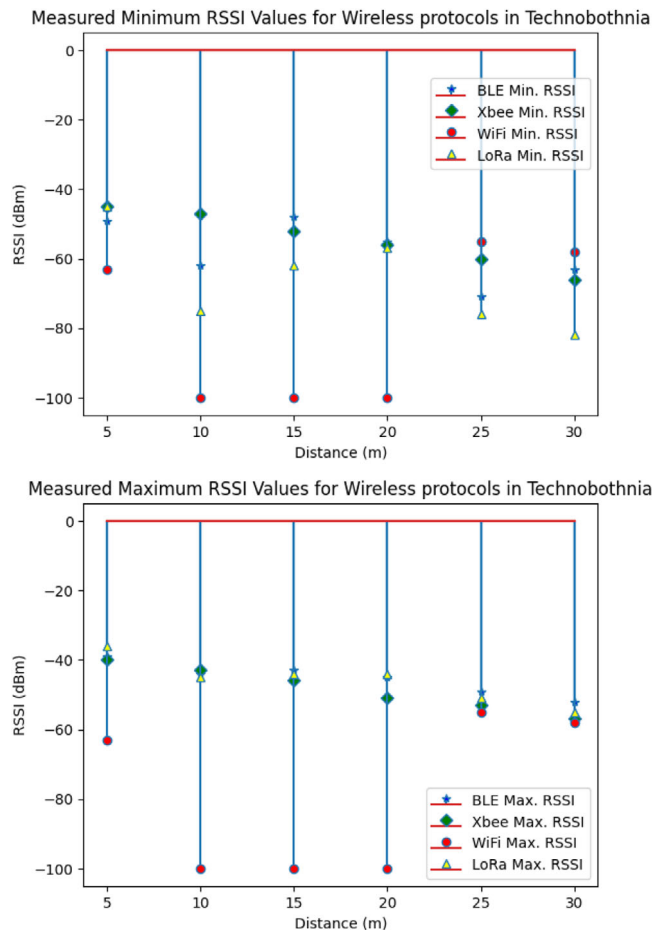 Measured Minimum RSSI Values for Wireless protocols in Technobothnia
0
−20
−40
−60
−80
−100
RSSI (dBm)
BLE Min. RSSI
Xbee Min. RSSI
WiFi Min. RSSI
LoRa Min. RSSI
5 10 15 20 25 30
Distance (m)
Measured Maximum RSSI Values for Wireless protocols in Technobothnia
0
−20
−40
−60
−80
−100
RSSI (dBm)
BLE Max. RSSI
Xbee Max. RSSI
WiFi Max. RSSI
LoRa Max. RSSI
5 10 15 20 25 30
Distance (m)